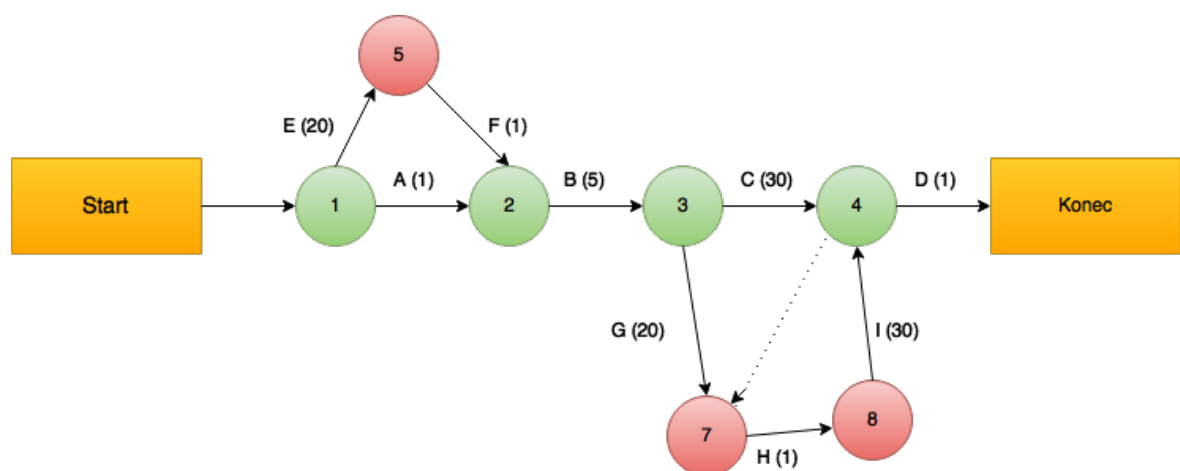 5
E (20)
F (1)
Start
1
A (1)
2
B (5)
3
C (30)
4
D (1)
Konec
G (20)
I (30)
7
H (1)
8